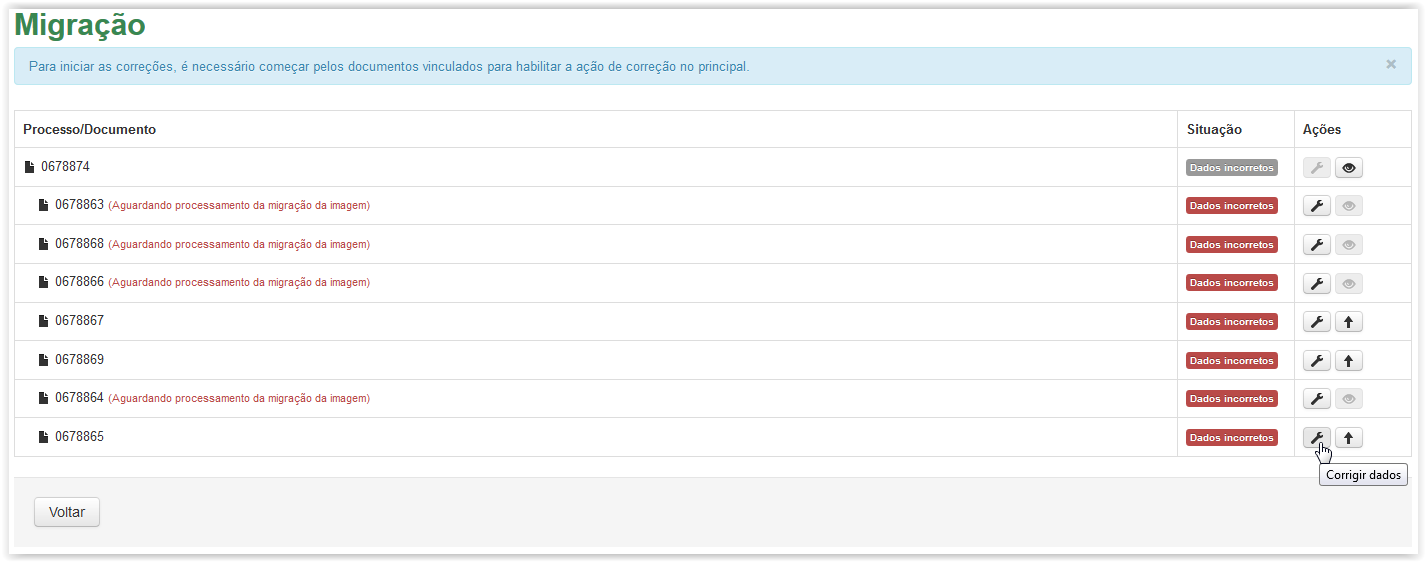 Migração
Para iniciar as correções, é necessário começar pelos documentos vinculados para habilitar a ação de correção no principal.
Processo/Documento Situação Ações
0678874 Dados incorretos
0678863 (Aguardando processamento da migração da imagem) Dados incorretos
0678868 (Aguardando processamento da migração da imagem) Dados incorretos
0678866 (Aguardando processamento da migração da imagem) Dados incorretos
0678867 Dados incorretos
0678869 Dados incorretos
0678864 (Aguardando processamento da migração da imagem) Dados incorretos
0678865 Dados incorretos
Corrigir dados
Voltar